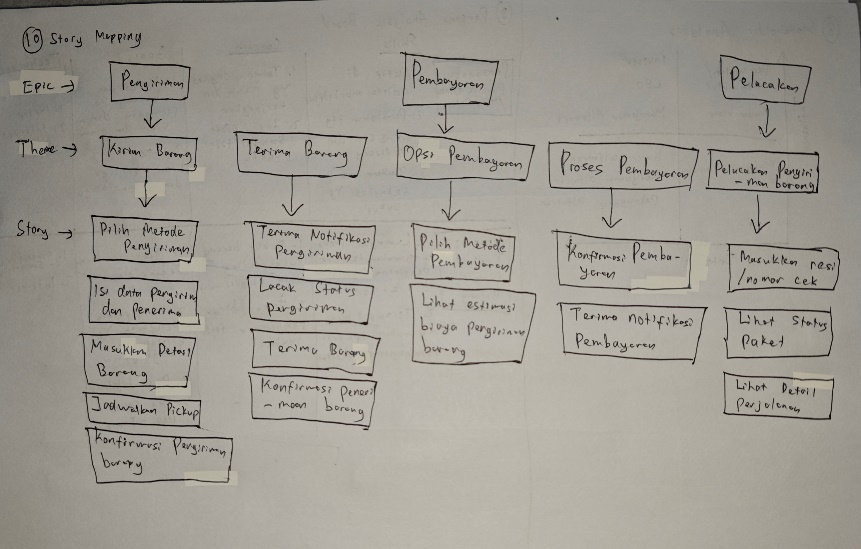 10 Story Mapping
Epic →
Pengiriman
Pembayaran
Pelacakan
Theme →
Kirim Barang
Terima Barang
Opsi Pembayaran
Proses Pembayaran
Pelacakan Pengiri
-man barang
Story →
Pilih Metode
Pengiriman
Isi data pengirim
dan penerima
Masukkan Detail
Barang
Jadwalkan Pickup
Konfirmasi Pengiriman
barang
Terima Notifikasi
Pengiriman
Lacak Status
pengiriman
Terima Barang
Konfirmasi peneri
-maan barang
Pilih Metode
Pembayaran
Lihat estimasi
biaya pengiriman
barang
Konfirmasi Pemba-
yaran
Terima notifikasi
Pembayaran
Masukkan resi
/nomor cek
Lihat Status
Paket
Lihat Detail
perjalanan